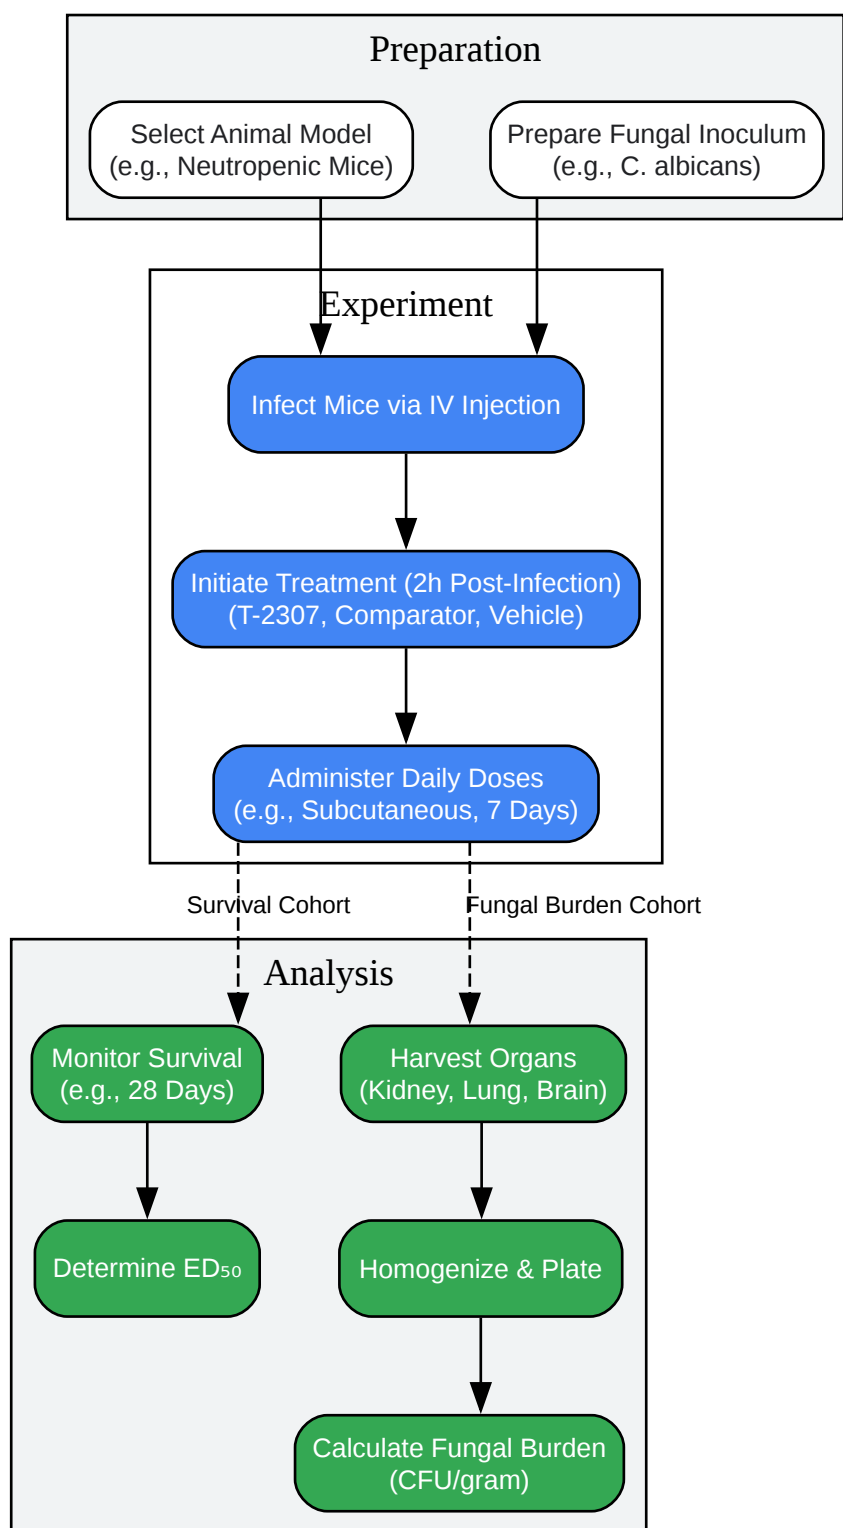 Preparation
Select Animal Model
(e.g., Neutropenic Mice)
Prepare Fungal Inoculum
(e.g., C. albicans)
Experiment
Infect Mice via IV Injection
Initiate Treatment (2h Post-Infection)
(T-2307, Comparator, Vehicle)
Administer Daily Doses
(e.g., Subcutaneous, 7 Days)
Survival Cohort
Fungal Burden Cohort
Analysis
Monitor Survival
(e.g., 28 Days)
Harvest Organs
(Kidney, Lung, Brain)
Determine ED₅₀
Homogenize & Plate
Calculate Fungal Burden
(CFU/gram)